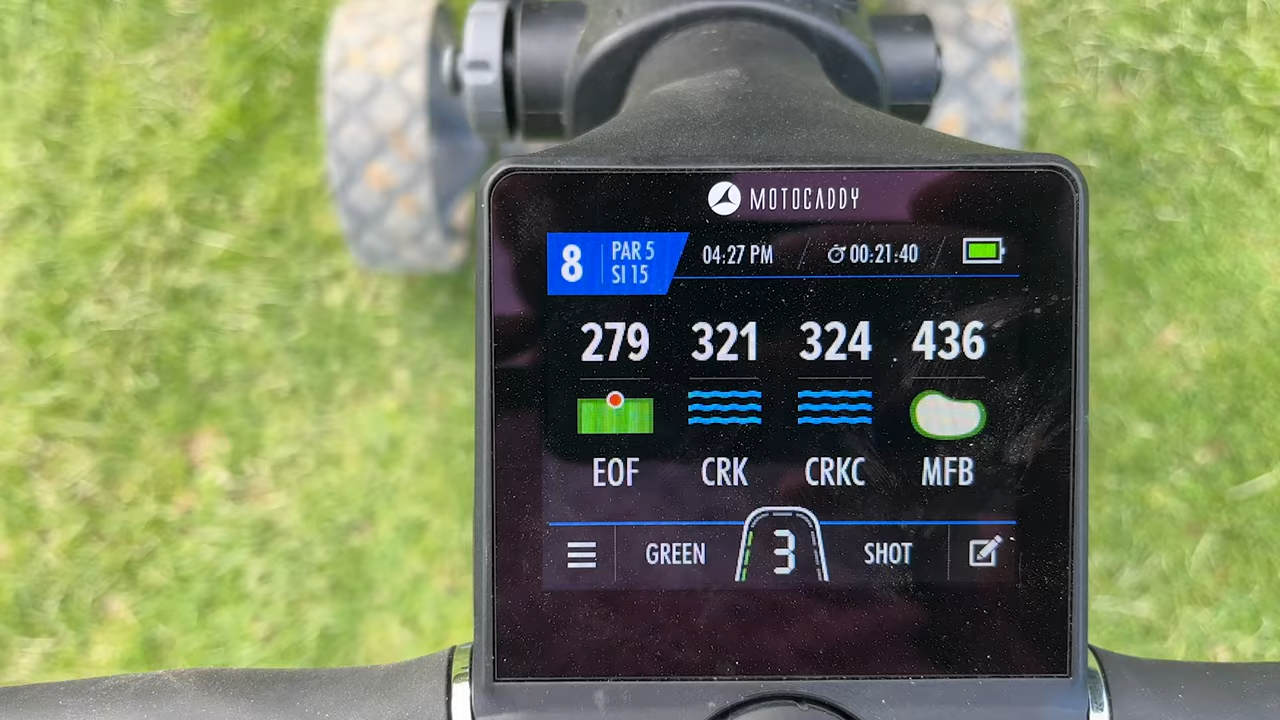 MOTOCADDY
8 PAR 5 04:27 PM 00:21:40
SI 15
279 321 324 436
EOF CRK CRKC MFB
GREEN 3 SHOT